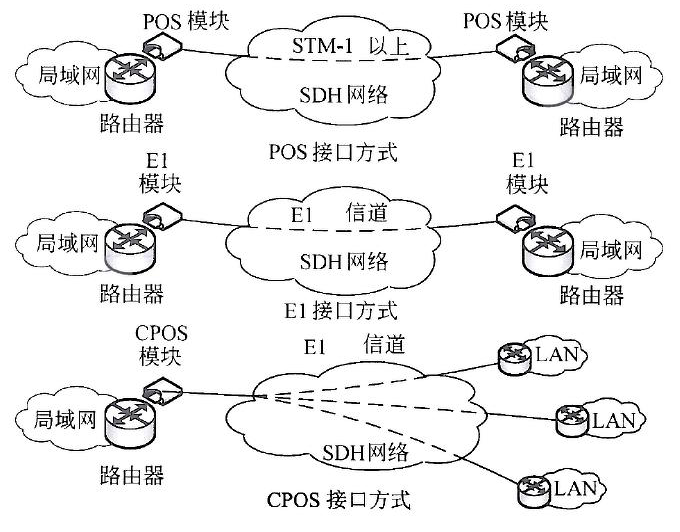 POS 模块
POS 模块
STM-1 以上
局域网
局域网
SDH 网络
路由器
路由器
POS 接口方式
E1
模块
E1
模块
E1 信道
局域网
局域网
SDH 网络
路由器
路由器
E1 接口方式
CPOS
模块
E1 信道
LAN
局域网
LAN
SDH 网络
路由器
LAN
CPOS 接口方式